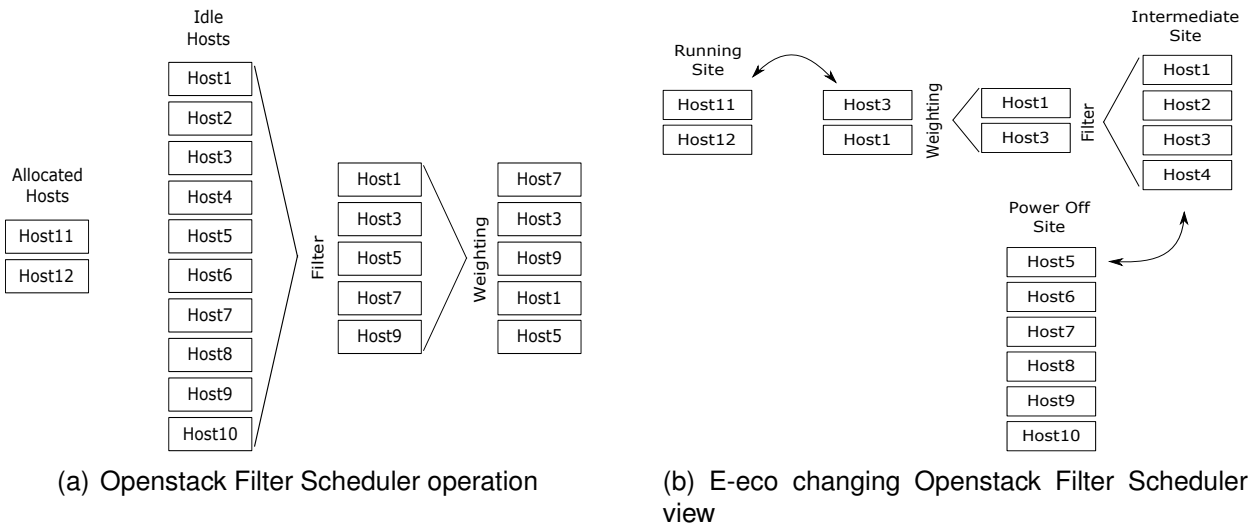 Idle
Hosts
Host1
Host2
Host3
Host4
Host5
Host6
Host7
Host8
Host9
Host10
Allocated
Hosts
Host11
Host12
Filter
Host1
Host3
Host5
Host7
Host9
Weighting
Host7
Host3
Host9
Host1
Host5
(a) Openstack Filter Scheduler operation
Running
Site
Host11
Host12
Host3
Host1
Weighting
Host1
Host3
Filter
Intermediate
Site
Host1
Host2
Host3
Host4
Power Off
Site
Host5
Host6
Host7
Host8
Host9
Host10
(b) E-eco changing Openstack Filter Scheduler
view